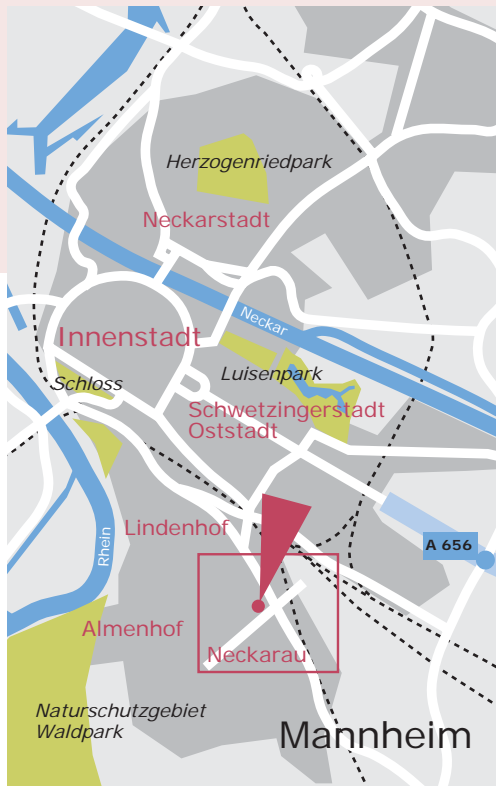 Herzogenriedpark
Neckarstadt
Neckar
Innenstadt
Luisenpark
Schloss
Schwetzingerstadt
Oststadt
Lindenhof
A 656
Rhein
Almenhof
Neckarau
Naturschutzgebiet
Waldpark
Mannheim